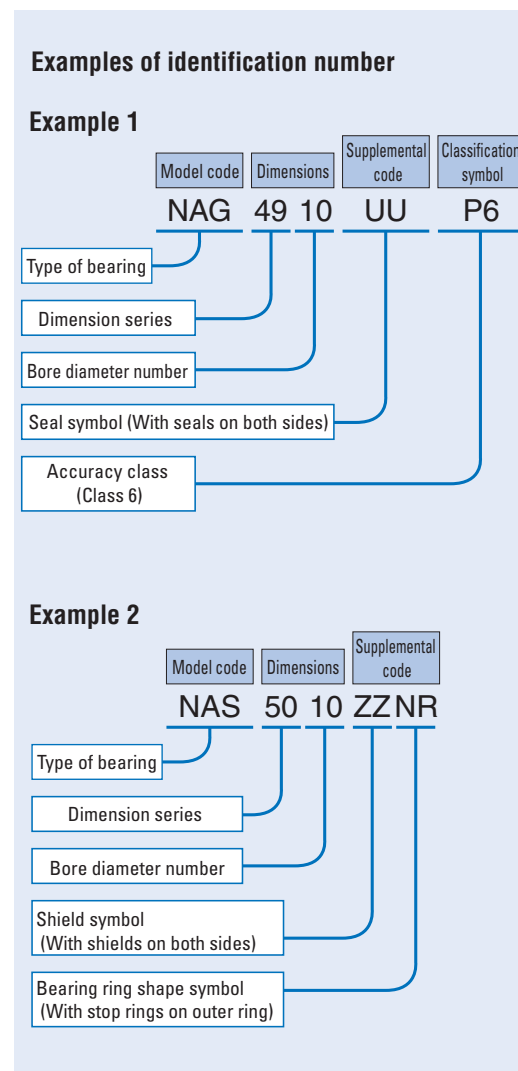 Examples of identification number
Example 1
Model code Dimensions Supplemental code Classification symbol
NAG 49 10 UU P6
Type of bearing
Dimension series
Bore diameter number
Seal symbol (With seals on both sides)
Accuracy class
(Class 6)
Example 2
Model code Dimensions Supplemental code
NAS 50 10 ZZ NR
Type of bearing
Dimension series
Bore diameter number
Shield symbol
(With shields on both sides)
Bearing ring shape symbol
(With stop rings on outer ring)